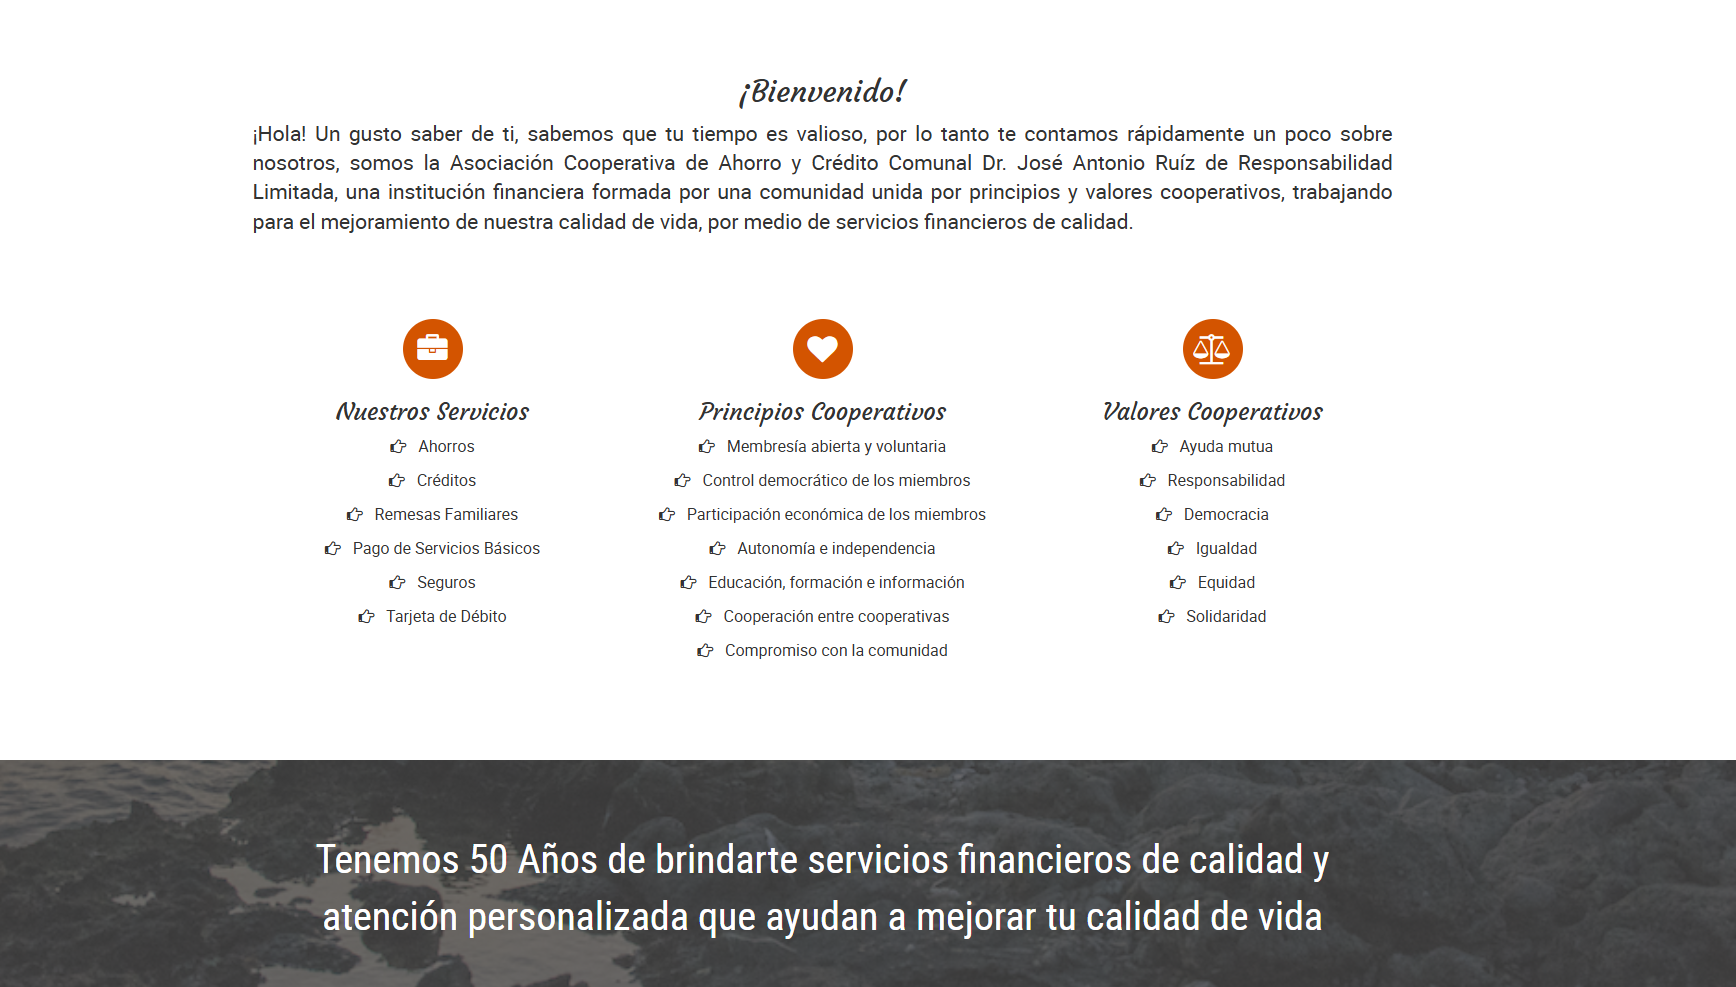 ¡Bienvenido!
¡Hola! Un gusto saber de ti, sabemos que tu tiempo es valioso, por lo tanto te contamos rápidamente un poco sobre
nosotros, somos la Asociación Cooperativa de Ahorro y Crédito Comunal Dr. José Antonio Ruíz de Responsabilidad
Limitada, una institución financiera formada por una comunidad unida por principios y valores cooperativos, trabajando
para el mejoramiento de nuestra calidad de vida, por medio de servicios financieros de calidad.
Nuestros Servicios
Ahorros
Créditos
Remesas Familiares
Pago de Servicios Básicos
Seguros
Tarjeta de Débito
Principios Cooperativos
Membresía abierta y voluntaria
Control democrático de los miembros
Participación económica de los miembros
Autonomía e independencia
Educación, formación e información
Cooperación entre cooperativas
Compromiso con la comunidad
Valores Cooperativos
Ayuda mutua
Responsabilidad
Democracia
Igualdad
Equidad
Solidaridad
Tenemos 50 Años de brindarte servicios financieros de calidad y
atención personalizada que ayudan a mejorar tu calidad de vida